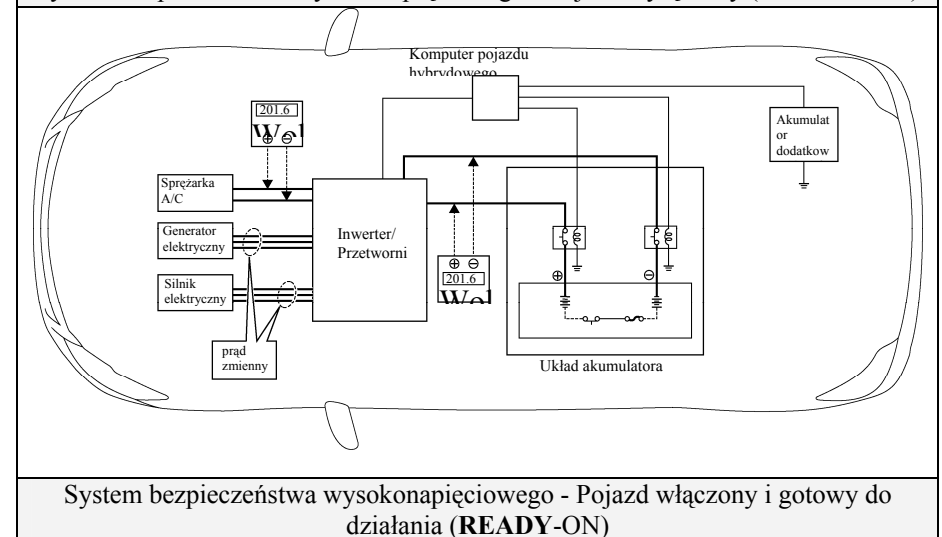 Komputer pojazdu
hybrydowego
201.6
Akumulat
or
dodatkow
Sprężarka
A/C
Generator
elektryczny
Inwerter/
Przetworni
201.6
Silnik
elektryczny
prąd
zmienny
Układ akumulatora
System bezpieczeństwa wysokonapięciowego - Pojazd włączony i gotowy do
działania (READY-ON)